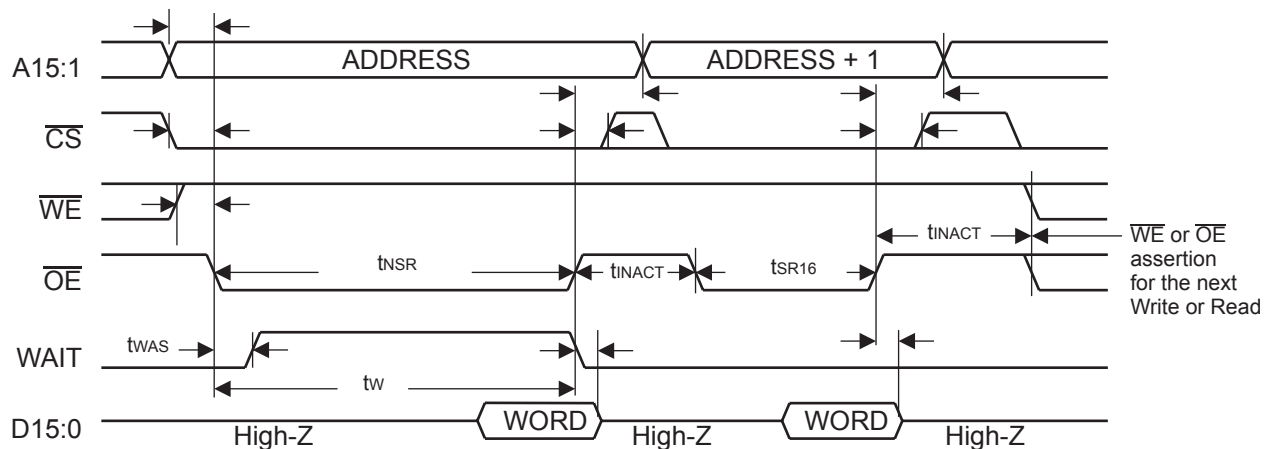 A15:1 ADDRESS ADDRESS + 1
CS
WE
OE tNSR tINACT tSR16 tINACT
WE or OE
assertion
for the next
Write or Read
WAIT tWAS
tW
D15:0 WORD WORD
High-Z High-Z High-Z